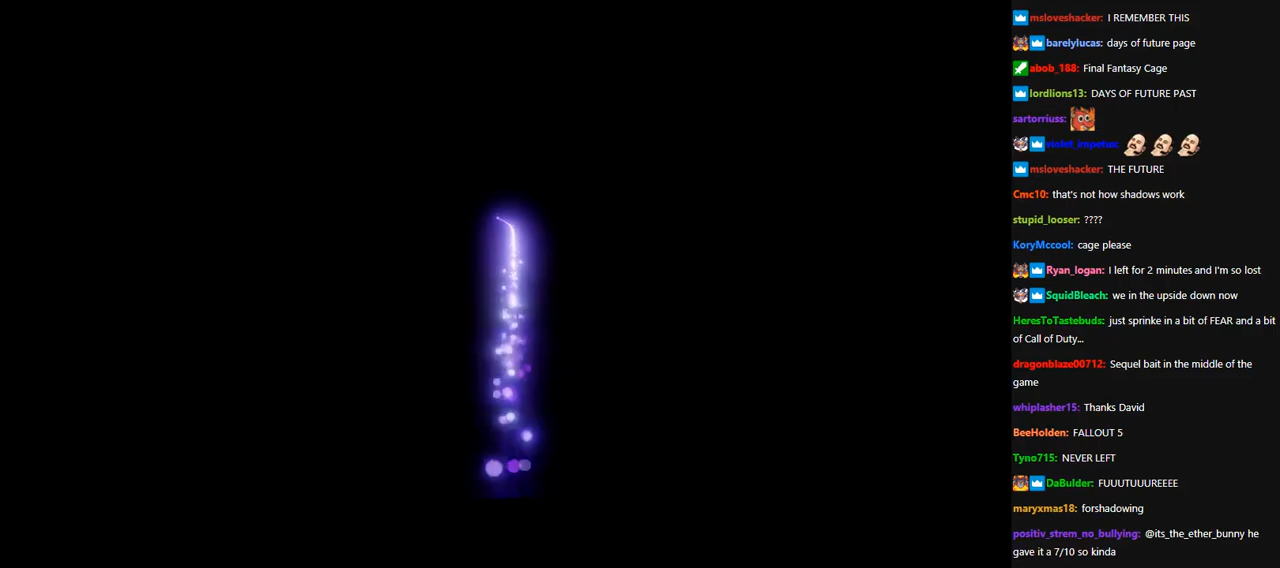 msloveshacker: I REMEMBER THIS
barelylucas: days of future page
abob_188: Final Fantasy Cage
lordlions13: DAYS OF FUTURE PAST
sartorriuss:
violet_impetus:
msloveshacker: THE FUTURE
Cmc10: that's not how shadows work
stupid_looser: ????
KoryMccool: cage please
Ryan_logan: I left for 2 minutes and I'm so lost
SquidBleach: we in the upside down now
HeresToTastebuds: just sprinke in a bit of FEAR and a bit
of Call of Duty...
dragonblaze00712: Sequel bait in the middle of the
game
whiplasher15: Thanks David
BeeHolden: FALLOUT 5
Tyno715: NEVER LEFT
DaBulder: FUUUTUUUREEEE
maryxmas18: forshadowing
positiv_strem_no_bullying: @its_the_ether_bunny he
gave it a 7/10 so kinda